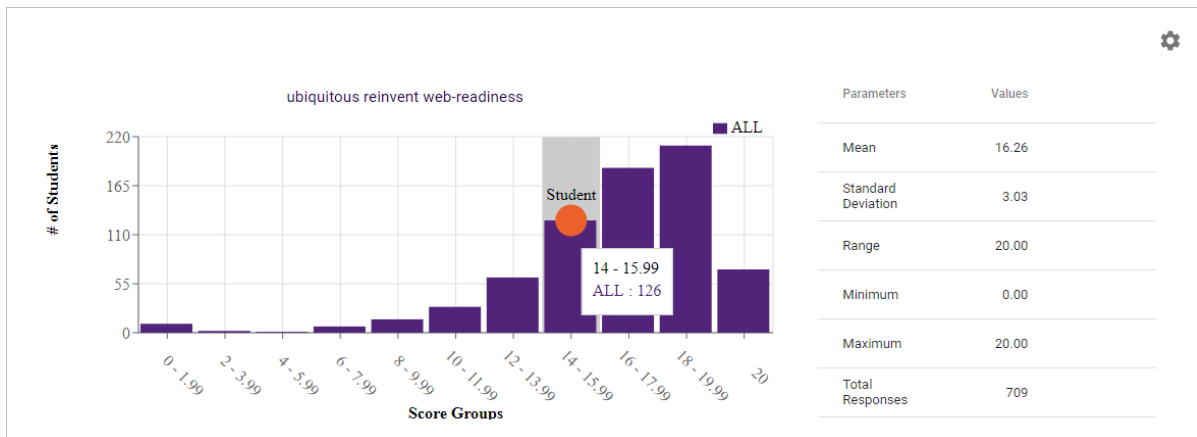 ubiquitous reinvent web-readiness
ALL
# of Students
220
165
110
55
0
Student
14 - 15.99
ALL : 126
0 - 1.99
2 - 3.99
4 - 5.99
6 - 7.99
8 - 9.99
10 - 11.99
12 - 13.99
14 - 15.99
16 - 17.99
18 - 19.99
20
Score Groups
Parameters Values
Mean 16.26
Standard
Deviation 3.03
Range 20.00
Minimum 0.00
Maximum 20.00
Total
Responses 709